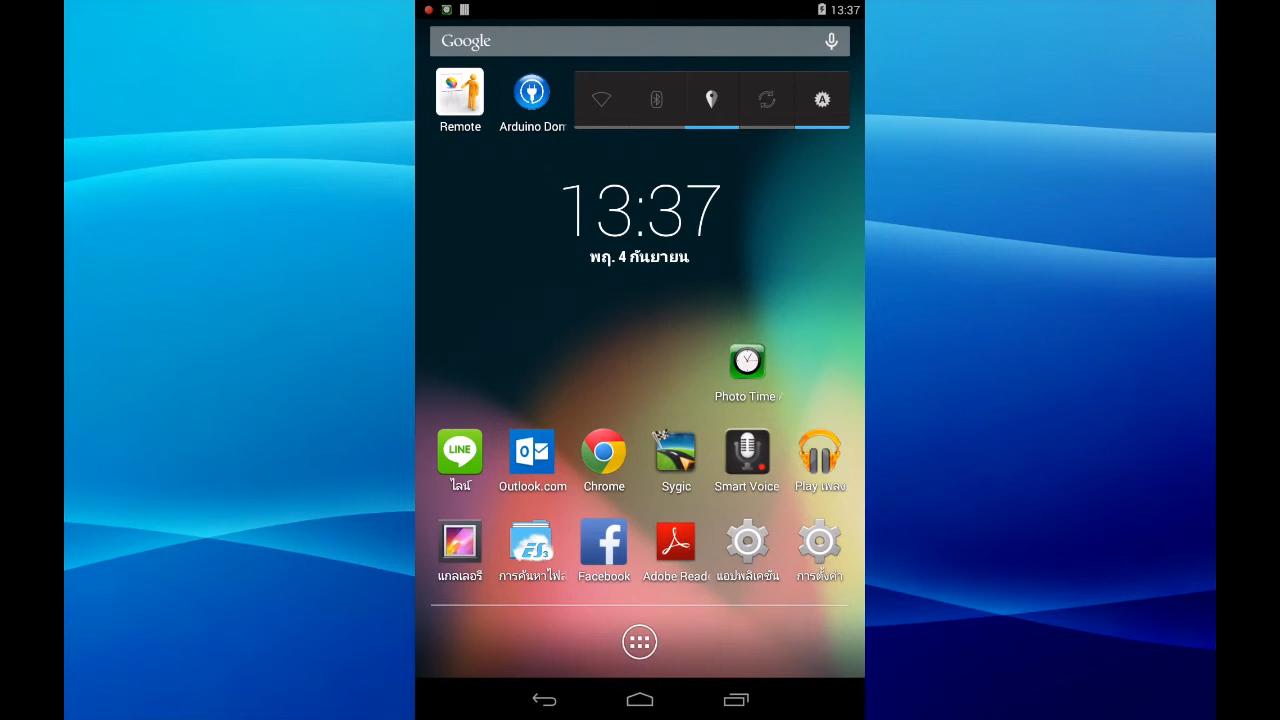 13:37
Google
Remote
Arduino Dom
13:37
พฤ. 4 กันยายน
Photo Time
LINE
ไลน์
Outlook.com
Chrome
Sygic
Smart Voice
Play เพลง
แกลเลอรี
การค้นหาไฟล
Facebook
Adobe Read
แอปพลิเคชัน
การตั้งค่า